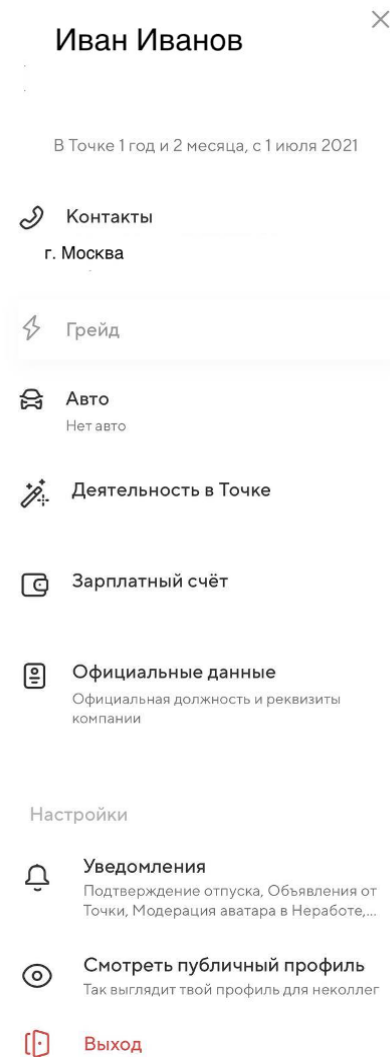 Иван Иванов
В Точке 1 год и 2 месяца, с 1 июля 2021
Контакты
г. Москва
Грейд
Авто
Нет авто
Деятельность в Точке
Зарплатный счёт
Официальные данные
Официальная должность и реквизиты
компании
Настройки
Уведомления
Подтверждение отпуска, Объявления от
Точки, Модерация аватара в Неработе,...
Смотреть публичный профиль
Так выглядит твой профиль для неколлег
Выход